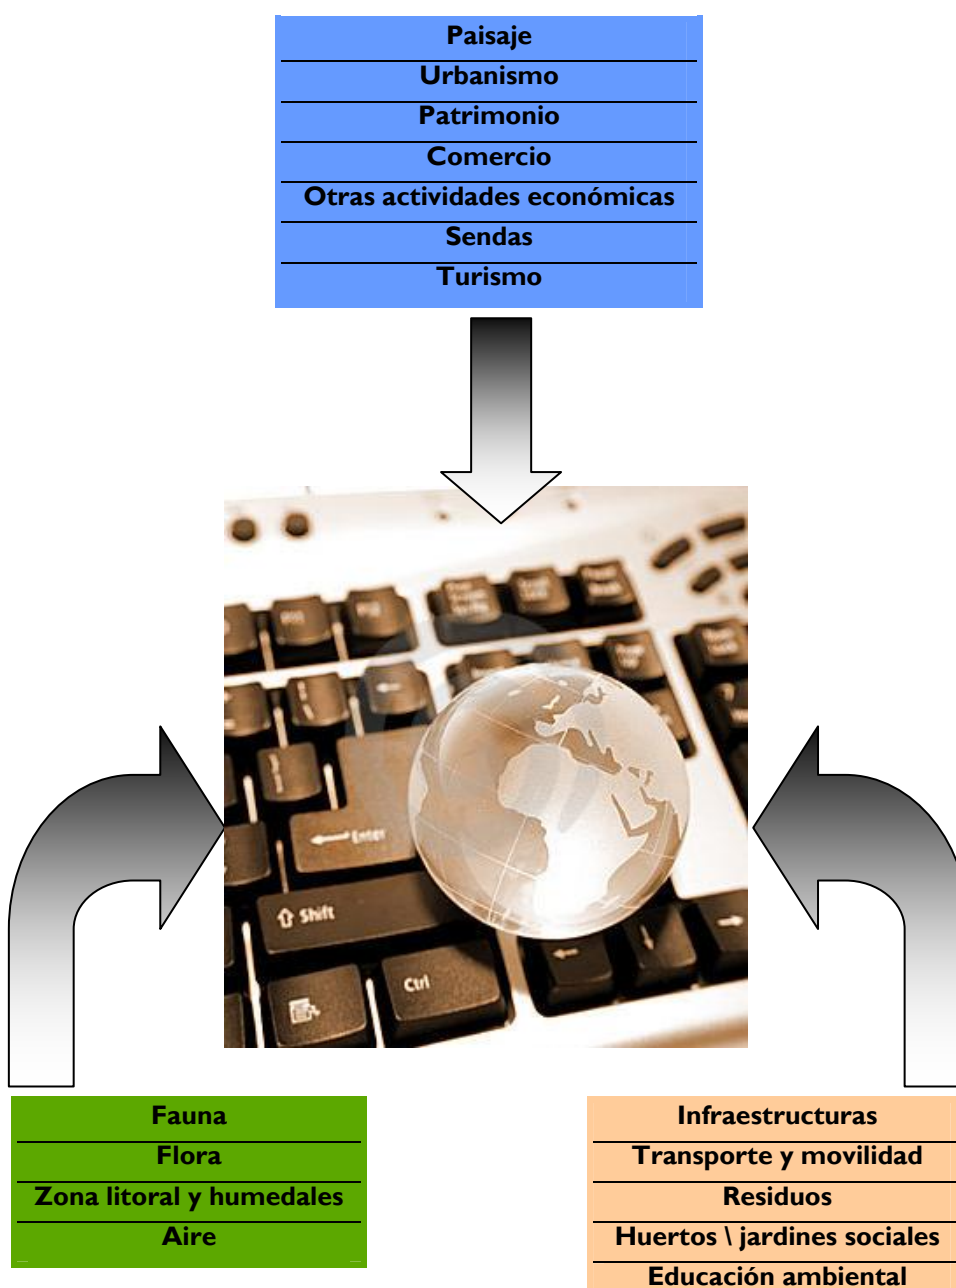 Paisaje
Urbanismo
Patrimonio
Comercio
Otras actividades económicas
Sendas
Turismo
Enter
Shift
Ctrl
Fauna
Flora
Zona litoral y humedales
Aire
Infraestructuras
Transporte y movilidad
Residuos
Huertos \ jardines sociales
Educación ambiental